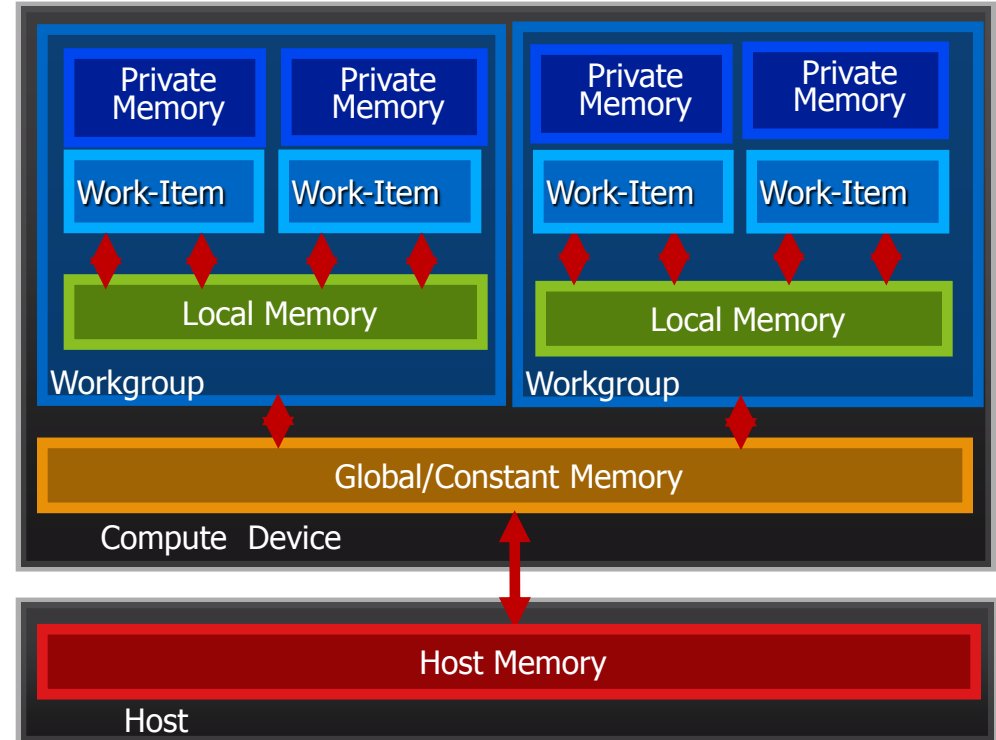 Private
Memory
Private
Memory
Private
Memory
Private
Memory
Work-Item
Work-Item
Work-Item
Work-Item
Local Memory
Local Memory
Workgroup
Workgroup
Global/Constant Memory
Compute Device
Host Memory
Host